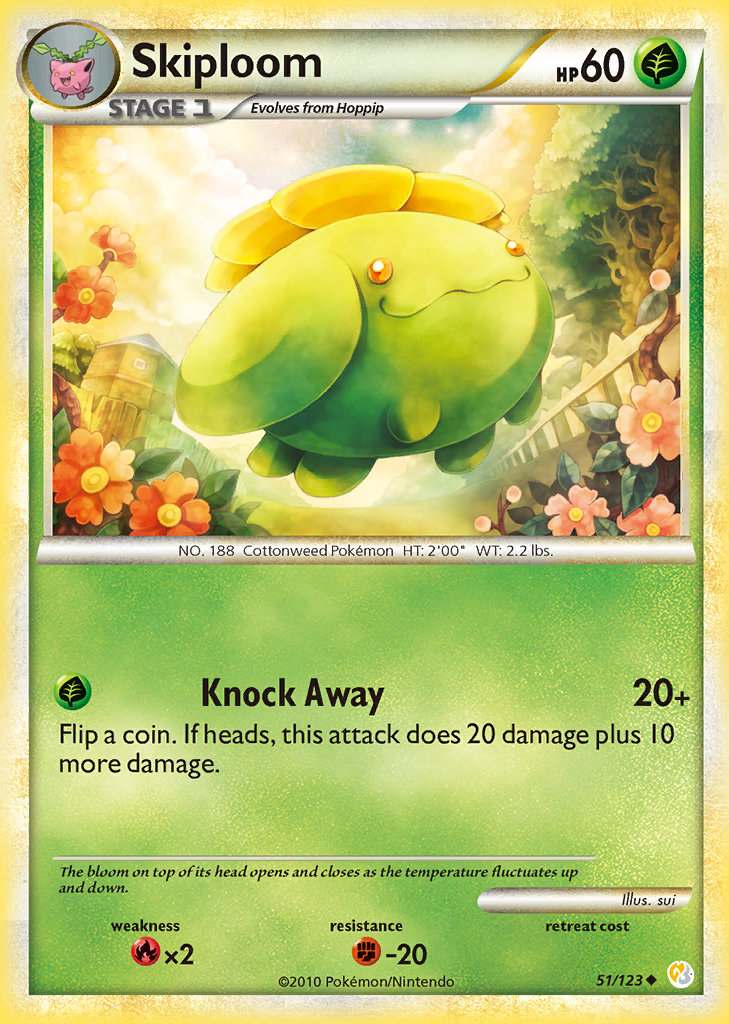 Skiploom
HP60
STAGE 1
Evolves from Hoppip
NO. 188 Cottonweed Pokémon HT: 2'00" WT: 2.2 lbs.
Knock Away 20+
Flip a coin. If heads, this attack does 20 damage plus 10
more damage.
The bloom on top of its head opens and closes as the temperature fluctuates up
and down.
Illus. sui
weakness resistance retreat cost
×2 -20
©2010 Pokémon/Nintendo 51/123